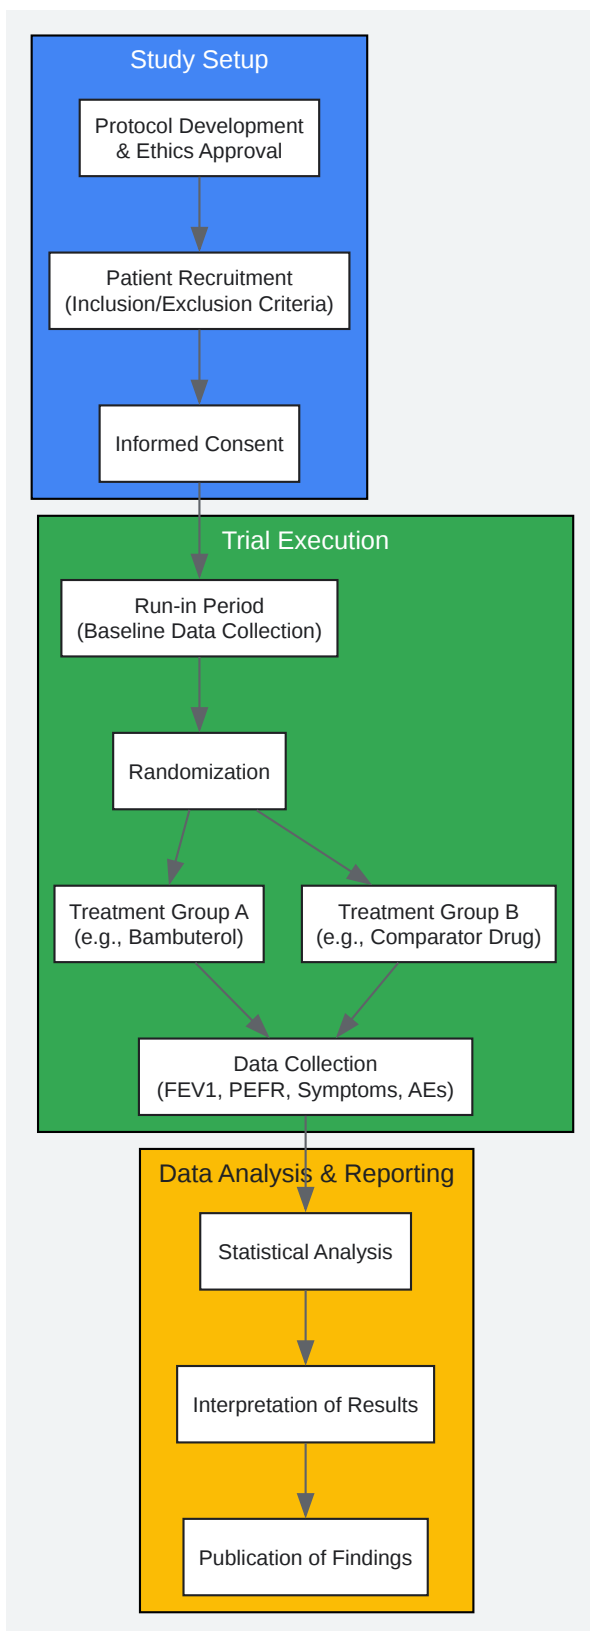 Study Setup
Protocol Development
& Ethics Approval
Patient Recruitment
(Inclusion/Exclusion Criteria)
Informed Consent
Trial Execution
Run-in Period
(Baseline Data Collection)
Randomization
Treatment Group A
(e.g., Bambuterol)
Treatment Group B
(e.g., Comparator Drug)
Data Collection
(FEV1, PEFR, Symptoms, AEs)
Data Analysis & Reporting
Statistical Analysis
Interpretation of Results
Publication of Findings